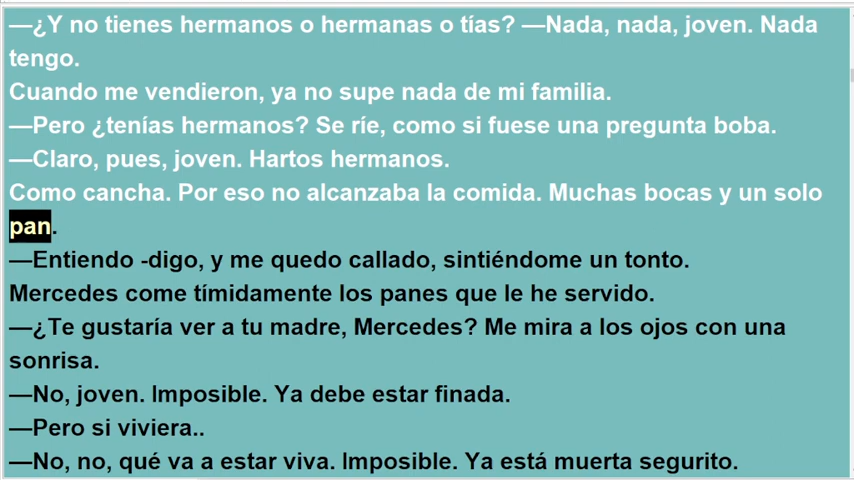 —¿Y no tienes hermanos o hermanas o tías? —Nada, nada, joven. Nada
tengo.
Cuando me vendieron, ya no supe nada de mi familia.
—Pero ¿tenías hermanos? Se ríe, como si fuese una pregunta boba.
—Claro, pues, joven. Hartos hermanos.
Como cancha. Por eso no alcanzaba la comida. Muchas bocas y un solo
pan.
—Entiendo -digo, y me quedo callado, sintiéndome un tonto.
Mercedes come tímidamente los panes que le he servido.
—¿Te gustaría ver a tu madre, Mercedes? Me mira a los ojos con una
sonrisa.
—No, joven. Imposible. Ya debe estar finada.
—Pero si viviera..
—No, no, qué va a estar viva. Imposible. Ya está muerta segurito.